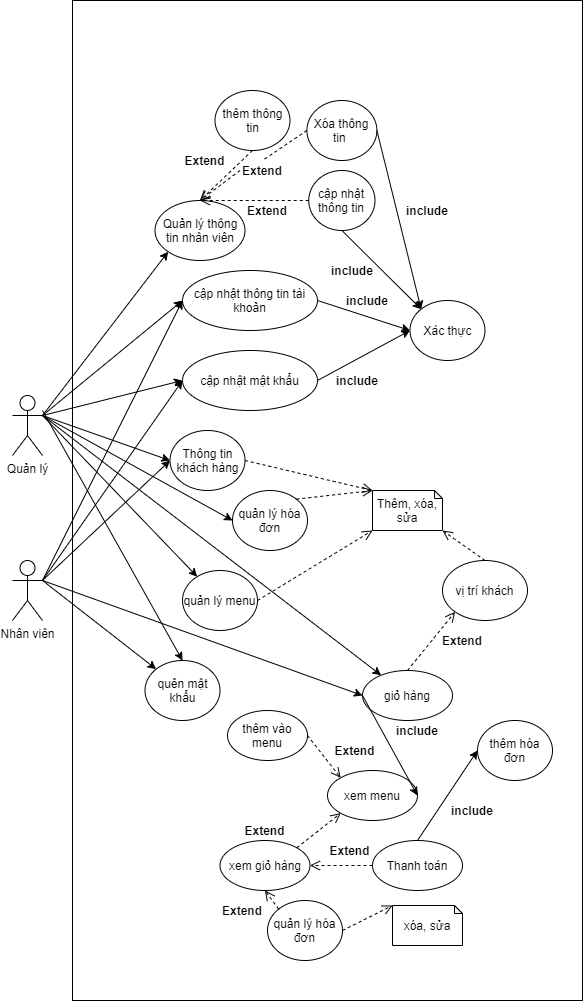 thêm thông
tin
Xóa thông
tin
Extend
Extend
cập nhật
thông tin
Extend
include
Quản lý thông
tin nhân viên
include
cập nhật thông tin tài
khoản
include
Xác thực
cập nhật mật khẩu
include
Quản lý
Thông tin
khách hàng
quản lý hóa
đơn
Thêm, xóa,
sửa
quản lý menu
vị trí khách
Nhân viên
Extend
quên mật
khẩu
giỏ hàng
include
thêm vào
menu
Extend
thêm hóa
đơn
xem menu
include
Extend
Extend
xem giỏ hàng
Thanh toán
Extend
quản lý hóa
đơn
xóa, sửa